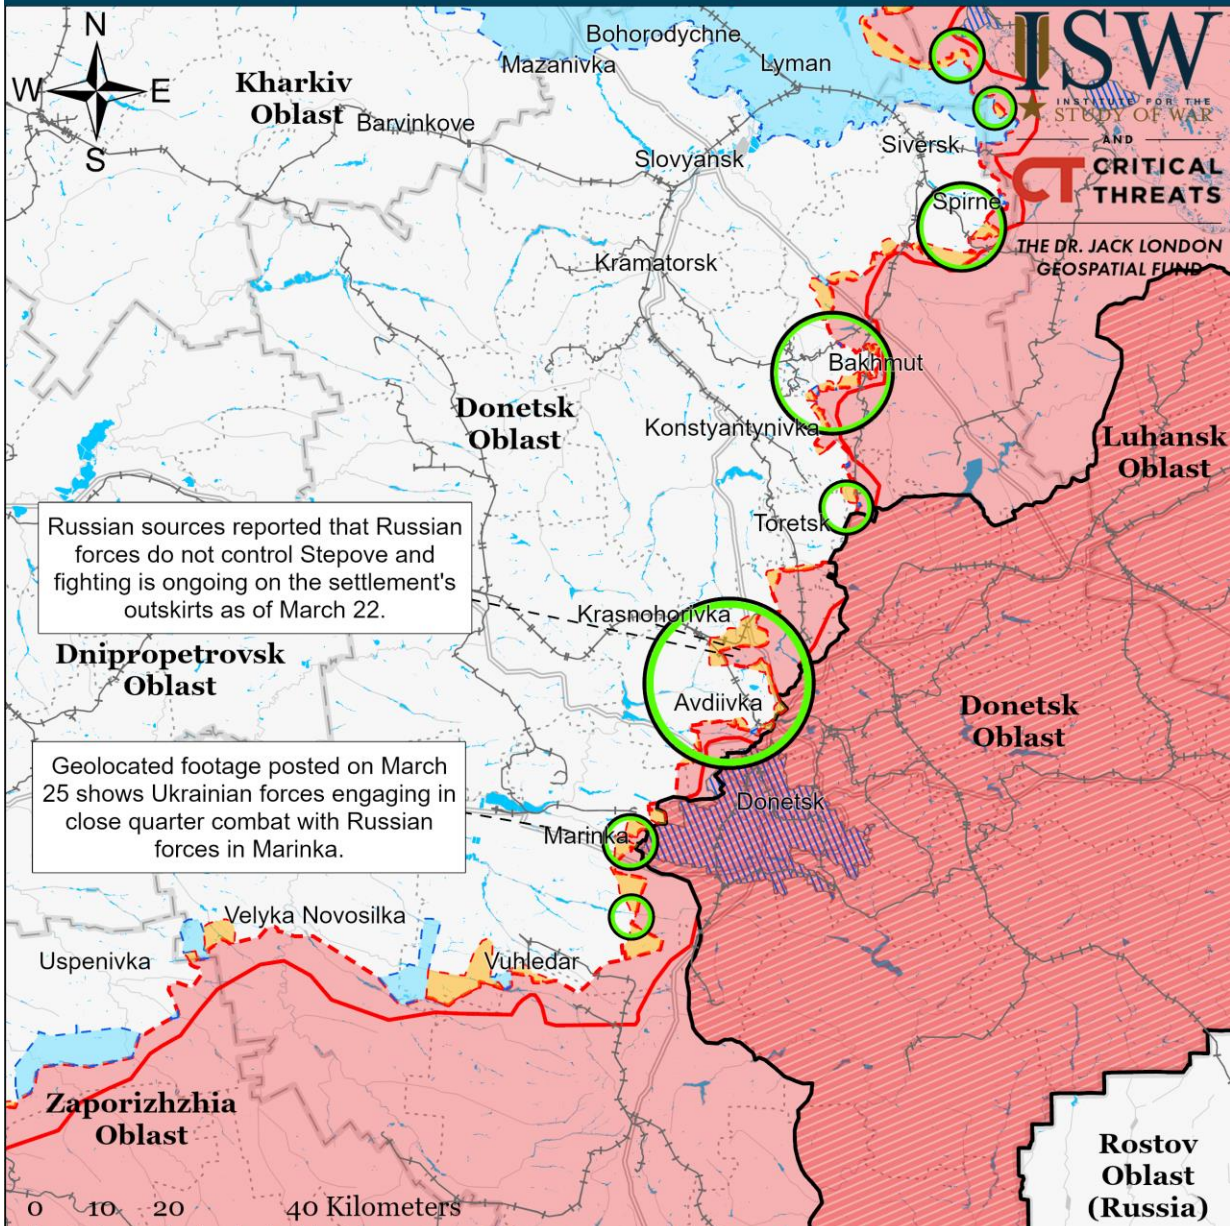 N
W
E
S
ISW
INSTITUTE FOR THE
STUDY OF WAR
AND
CT CRITICAL
THREATS
THE DR. JACK LONDON
GEOSPATIAL FUND
Bohorodychne
Mazanivka
Lyman
Kharkiv
Oblast
Barvinkove
Slovyansk
Siversk
Spirne
Kramatorsk
Bakhmut
Donetsk
Oblast
Konstyantynivka
Luhansk
Oblast
Toretsk
Russian sources reported that Russian
forces do not control Stepove and
fighting is ongoing on the settlement's
outskirts as of March 22.
Krasnohorivka
Dnipropetrovsk
Oblast
Avdiivka
Donetsk
Oblast
Geolocated footage posted on March
25 shows Ukrainian forces engaging in
close quarter combat with Russian
forces in Marinka.
Donetsk
Marinka
Velyka Novosilka
Uspenivka
Vuhledar
Zaporizhzhia
Oblast
Rostov
Oblast
(Russia)
0 10 20 40 Kilometers